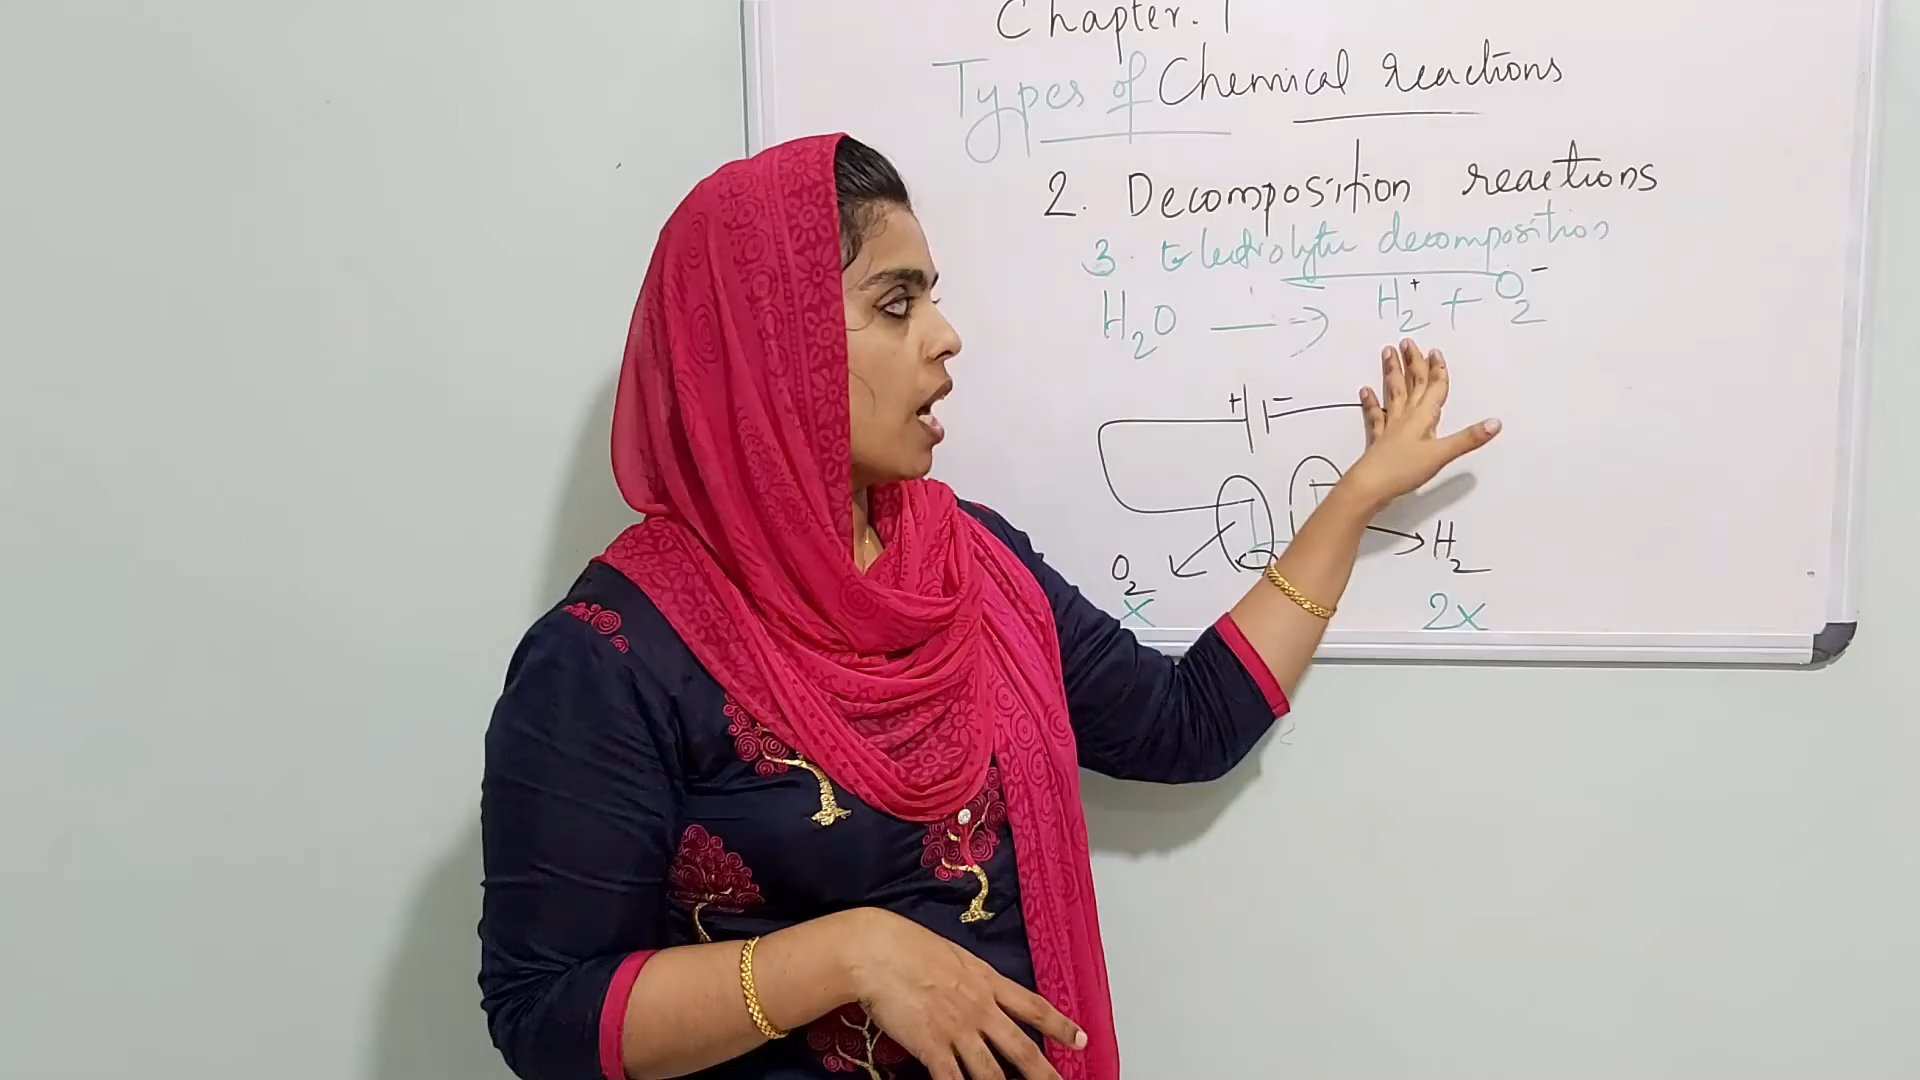 Chapter. 1
Types of Chemical reactions
2. Decomposition reactions
3. Electrolytic decomposition
H₂O → H₂⁺ + O₂⁻
+ −
O₂ H₂
X 2X